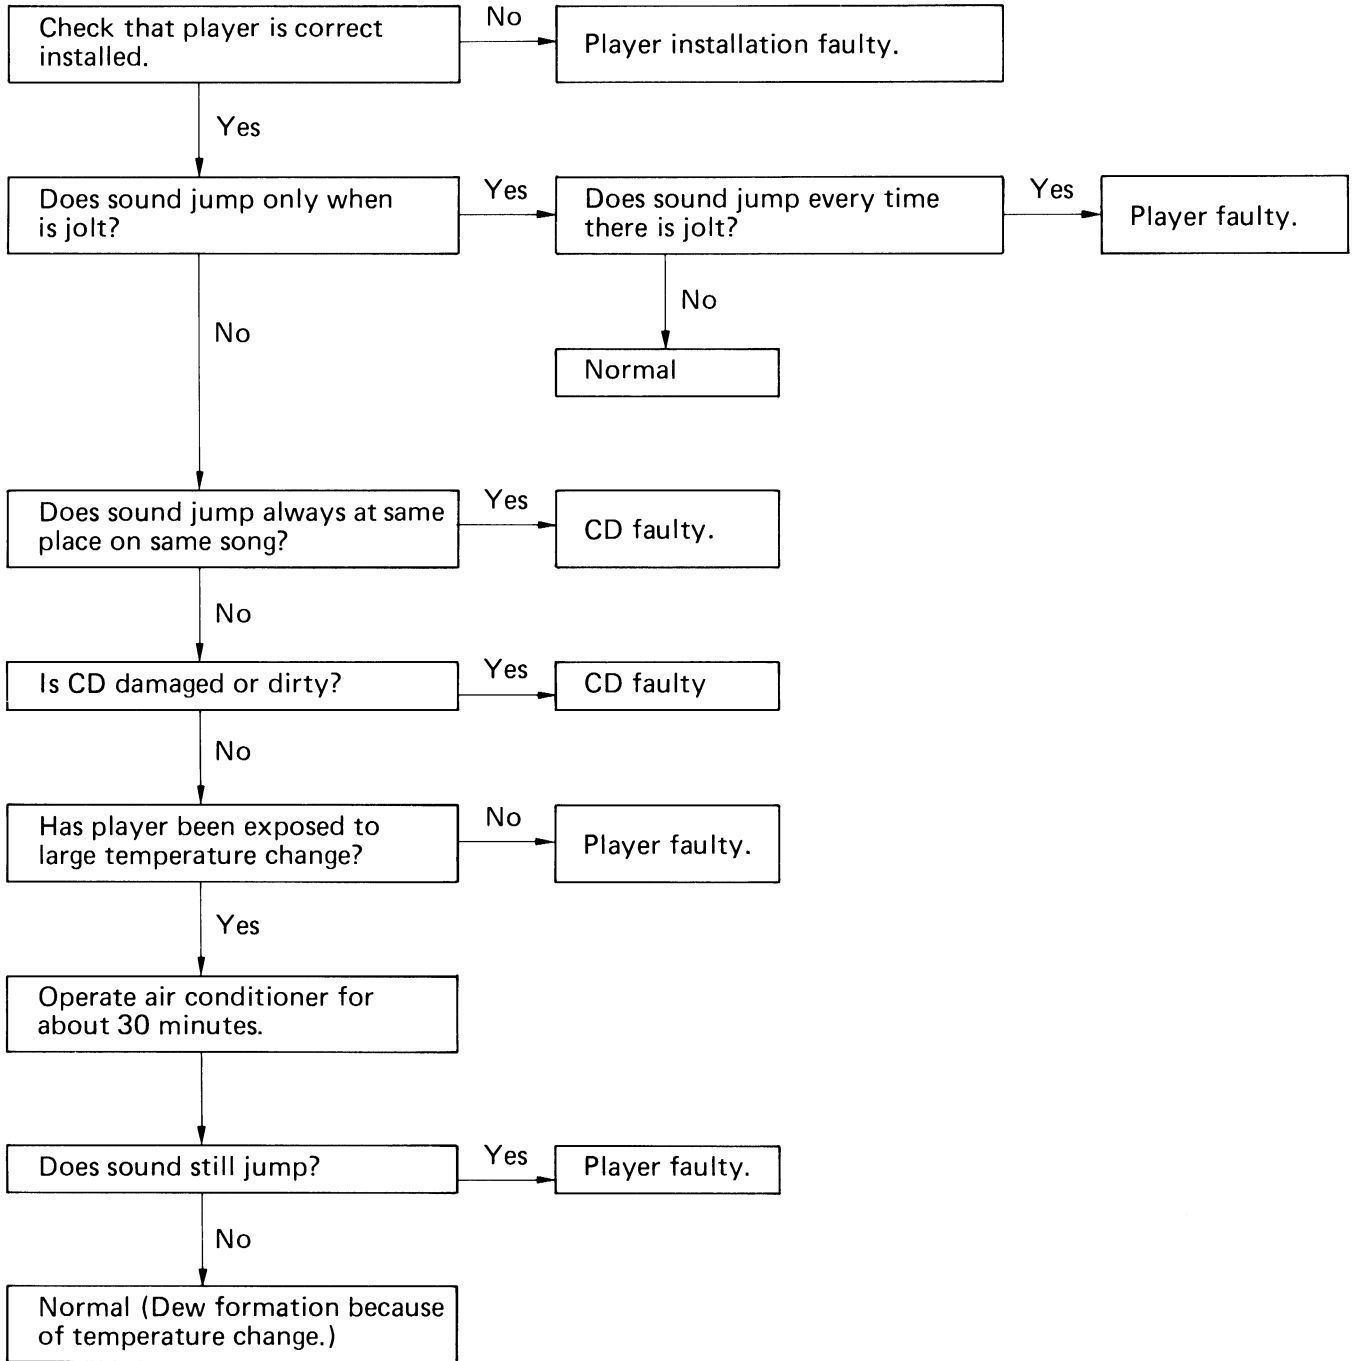 Check that player is correct
installed.
No
Player installation faulty.
Yes
Does sound jump only when
is jolt?
Yes
Does sound jump every time
there is jolt?
Yes
Player faulty.
No
No
Normal
Does sound jump always at same
place on same song?
Yes
CD faulty.
No
Is CD damaged or dirty?
Yes
CD faulty
No
Has player been exposed to
large temperature change?
No
Player faulty.
Yes
Operate air conditioner for
about 30 minutes.
Does sound still jump?
Yes
Player faulty.
No
Normal (Dew formation because
of temperature change.)